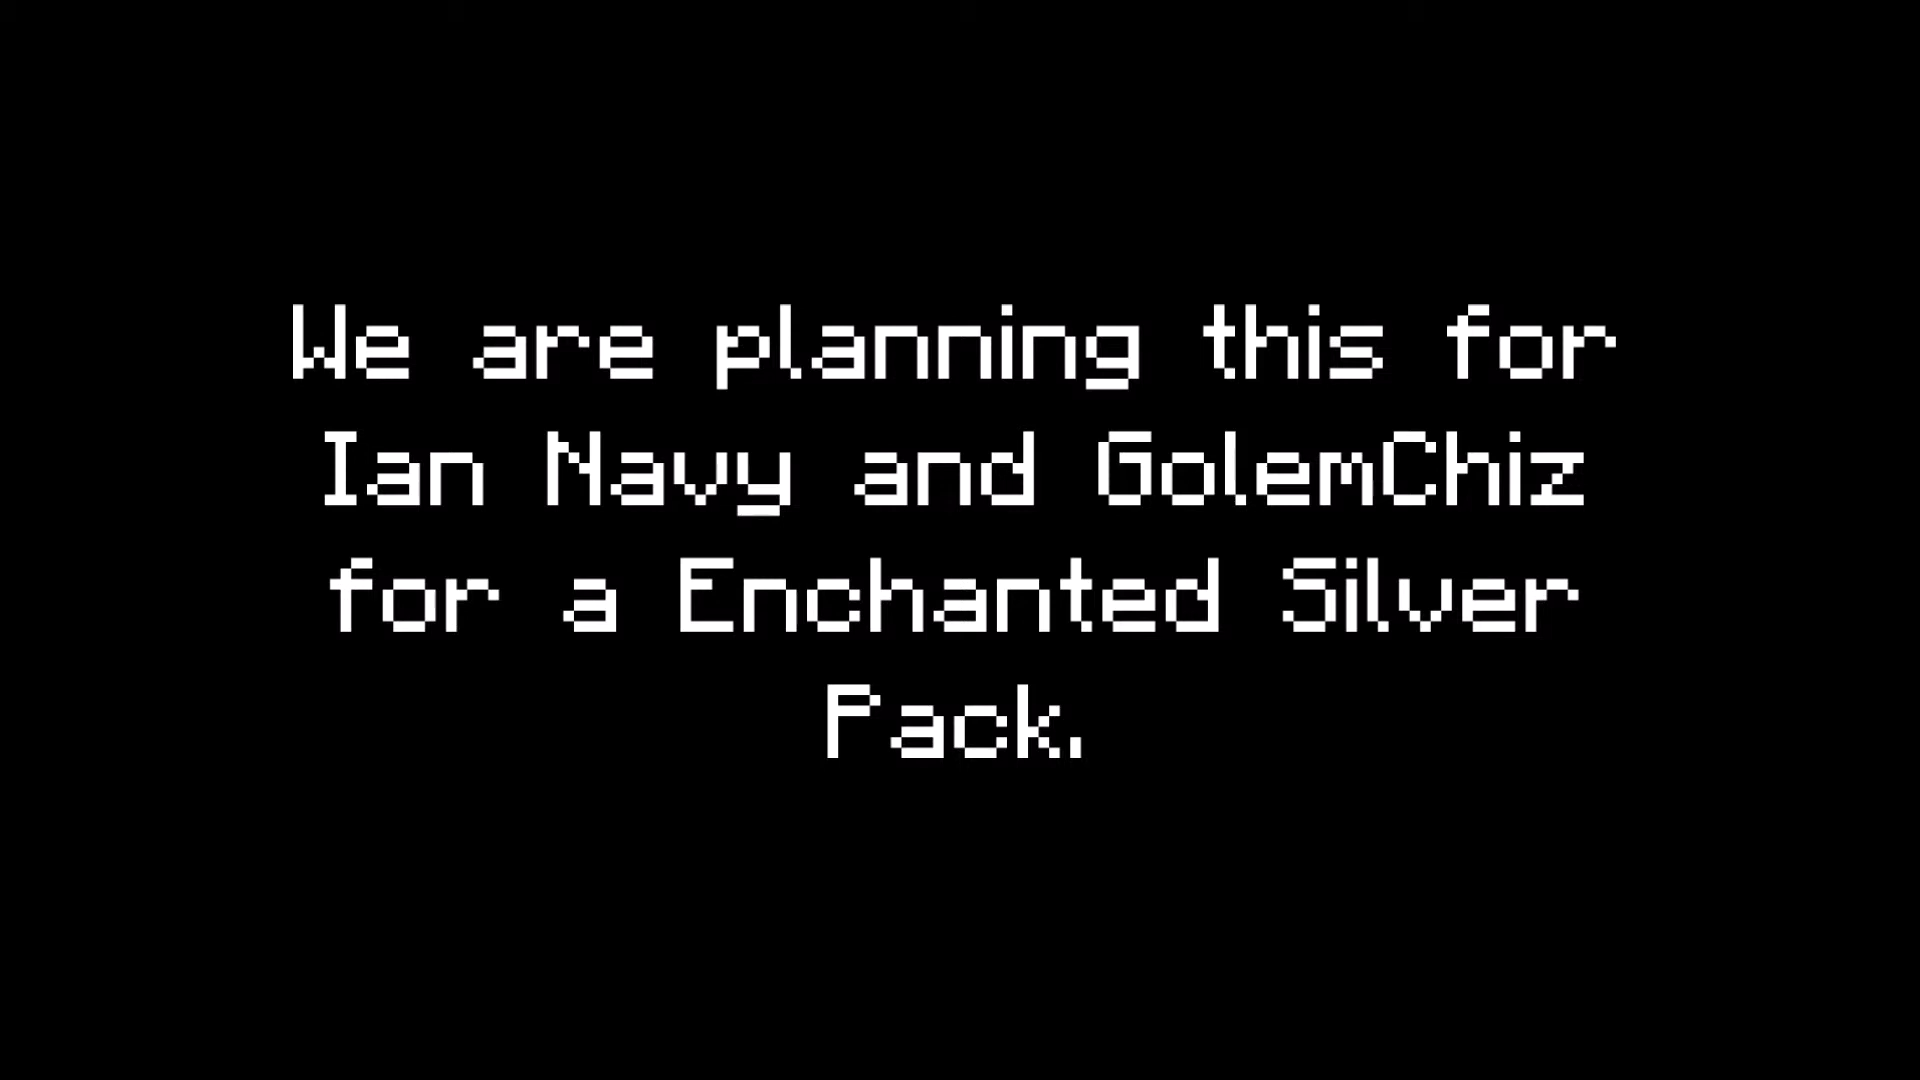 We are planning this for
Ian Navy and GolemChiz
for a Enchanted Silver
Pack.